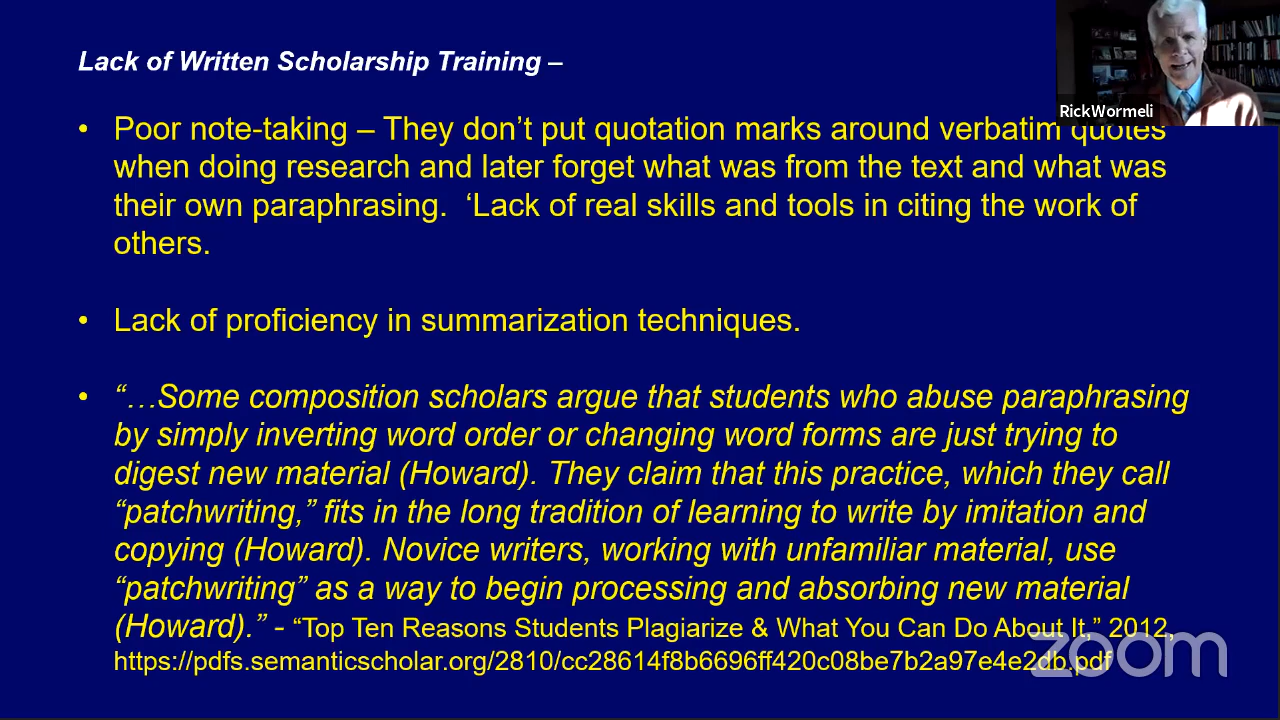 Lack of Written Scholarship Training –
RickWormeli
• Poor note-taking – They don’t put quotation marks around verbatim quotes
when doing research and later forget what was from the text and what was
their own paraphrasing.  ‘Lack of real skills and tools in citing the work of
others.
• Lack of proficiency in summarization techniques.
• “…Some composition scholars argue that students who abuse paraphrasing
by simply inverting word order or changing word forms are just trying to
digest new material (Howard). They claim that this practice, which they call
“patchwriting,” fits in the long tradition of learning to write by imitation and
copying (Howard). Novice writers, working with unfamiliar material, use
“patchwriting” as a way to begin processing and absorbing new material
(Howard).” - “Top Ten Reasons Students Plagiarize & What You Can Do About It,” 2012,
https://pdfs.semanticscholar.org/2810/cc28614f8b6696ff420c08be7b2a97e4e2db.pdf
zoom